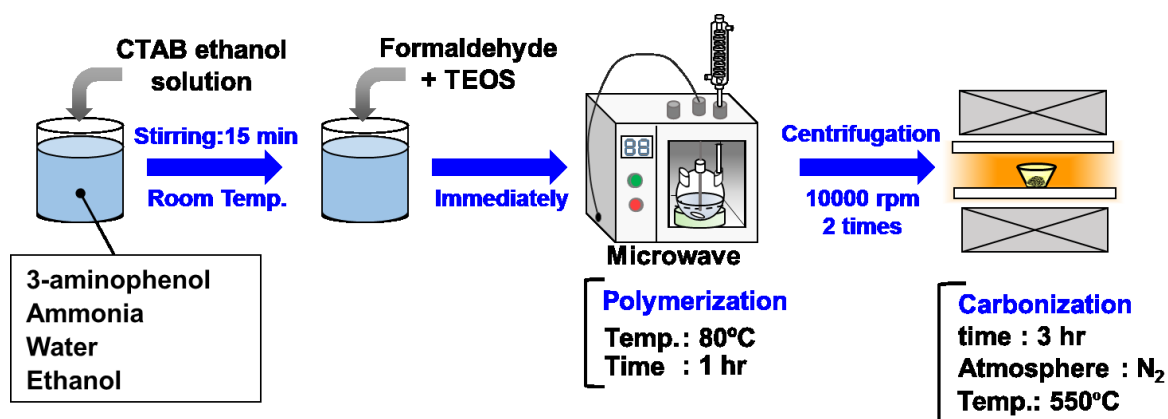 CTAB ethanol
solution
Stirring:15 min
Room Temp.
3-aminophenol
Ammonia
Water
Ethanol
Formaldehyde
+ TEOS
Immediately
88
Microwave
Polymerization
Temp.: 80ºC
Time : 1 hr
Centrifugation
10000 rpm
2 times
Carbonization
time : 3 hr
Atmosphere : N₂
Temp.: 550ºC